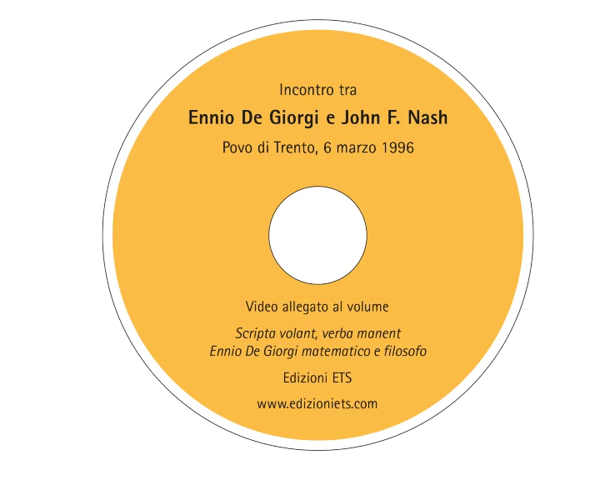 Incontro tra
Ennio De Giorgi e John F. Nash
Povo di Trento, 6 marzo 1996
Video allegato al volume
Scripta volant, verba manent
Ennio De Giorgi matematico e filosofo
Edizioni ETS
www.edizioniets.com